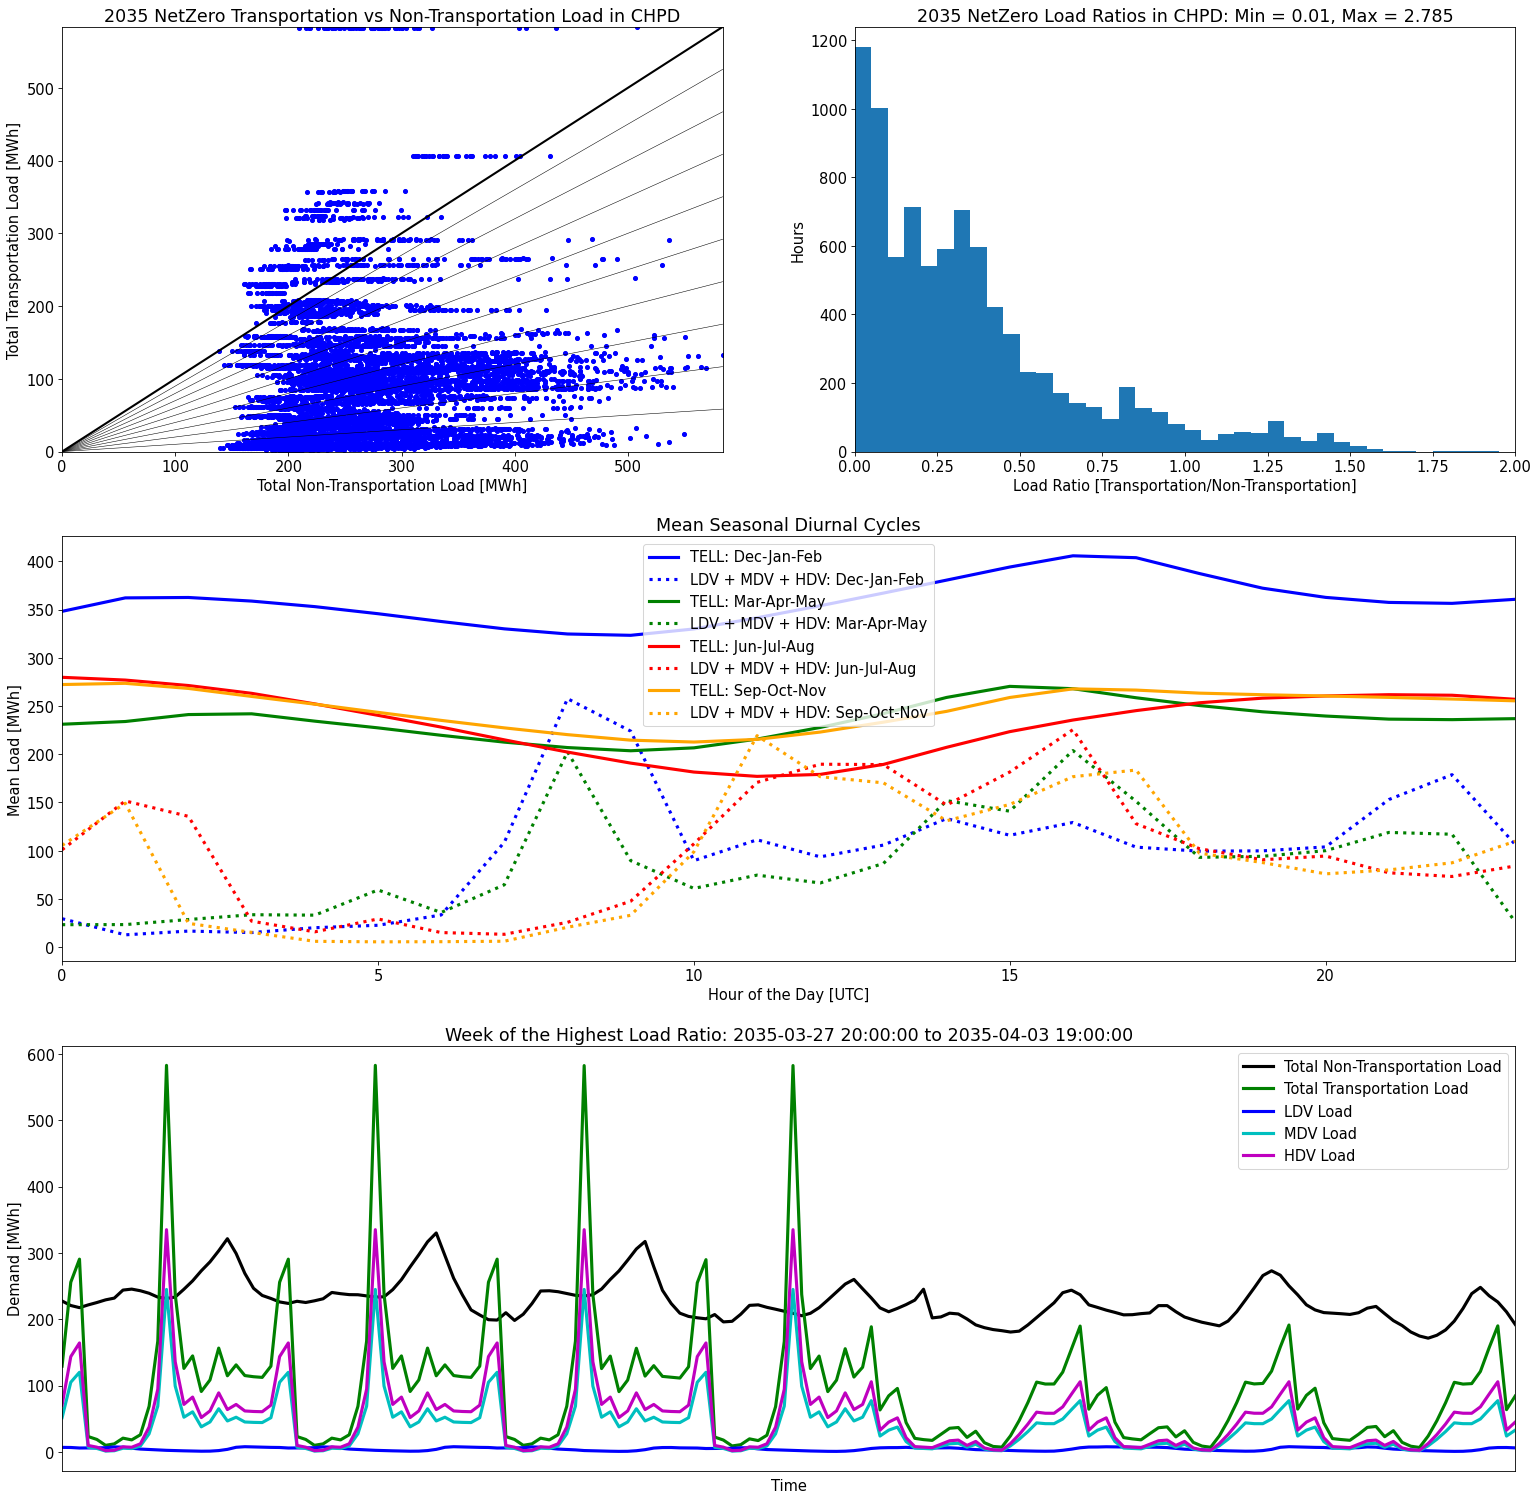 2035 NetZero Transportation vs Non-Transportation Load in CHPD
500
400
300
200
100
0
Total Transportation Load [MWh]
0 100 200 300 400 500
Total Non-Transportation Load [MWh]
2035 NetZero Load Ratios in CHPD: Min = 0.01, Max = 2.785
1200
1000
800
600
400
200
0
Hours
0.00 0.25 0.50 0.75 1.00 1.25 1.50 1.75 2.00
Load Ratio [Transportation/Non-Transportation]
Mean Seasonal Diurnal Cycles
400
350
300
250
200
150
100
50
0
Mean Load [MWh]
TELL: Dec-Jan-Feb
LDV + MDV + HDV: Dec-Jan-Feb
TELL: Mar-Apr-May
LDV + MDV + HDV: Mar-Apr-May
TELL: Jun-Jul-Aug
LDV + MDV + HDV: Jun-Jul-Aug
TELL: Sep-Oct-Nov
LDV + MDV + HDV: Sep-Oct-Nov
0 5 10 15 20
Hour of the Day [UTC]
Week of the Highest Load Ratio: 2035-03-27 20:00:00 to 2035-04-03 19:00:00
600
500
400
300
200
100
0
Demand [MWh]
Total Non-Transportation Load
Total Transportation Load
LDV Load
MDV Load
HDV Load
Time